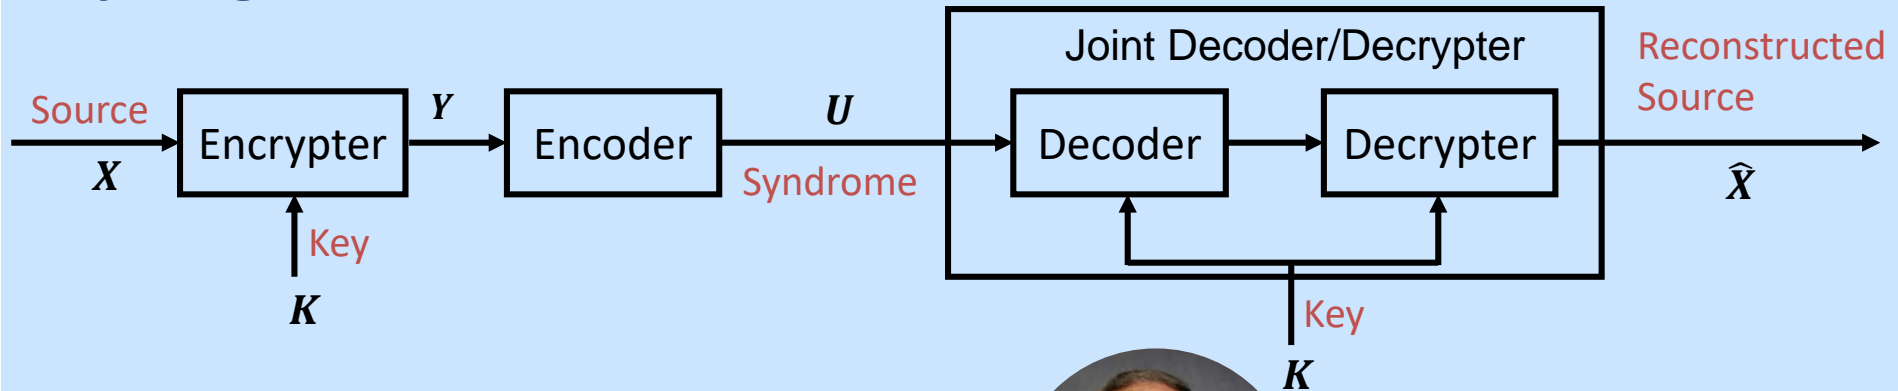 Joint Decoder/Decrypter
Reconstructed
Source
Source
X
Encrypter
Y
Encoder
U
Syndrome
Decoder
Decrypter
X̂
Key
K
Key
K